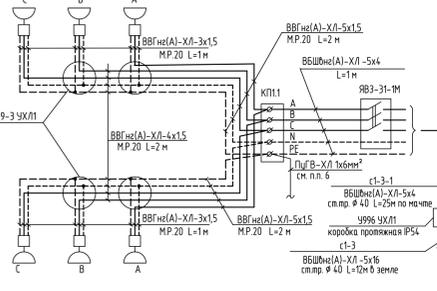 C
B
A
ВВГнг(А)-ХЛ-3х1,5
М.Р.20 L=1м
ВВГнг(А)-ХЛ-5х1,5
М.Р.20 L=2м
ВБШвнг(А)-ХЛ -5х4
L=1м
КП1.1
ЯВЗ-31-1М
A
B
C
N
PE
9-3 УХЛ1
ВВГнг(А)-ХЛ-4х1,5
М.Р.20 L=2м
ПуГВ-ХЛ 1х6мм²
см. п.п. 6
с1-3-1
ВБШвнг(А)-ХЛ-5х4
ст.тр. Ф 40 L=25м по мачте
ВВГнг(А)-ХЛ-3х1,5
М.Р.20 L=1м
ВВГнг(А)-ХЛ-5х1,5
М.Р.20 L=2м
У996 УХЛ1
коробка протяжная IP54
с1-3
ВБШвнг(А)-ХЛ -5х16
ст.тр. Ф 40 L=12м в земле
C
B
A